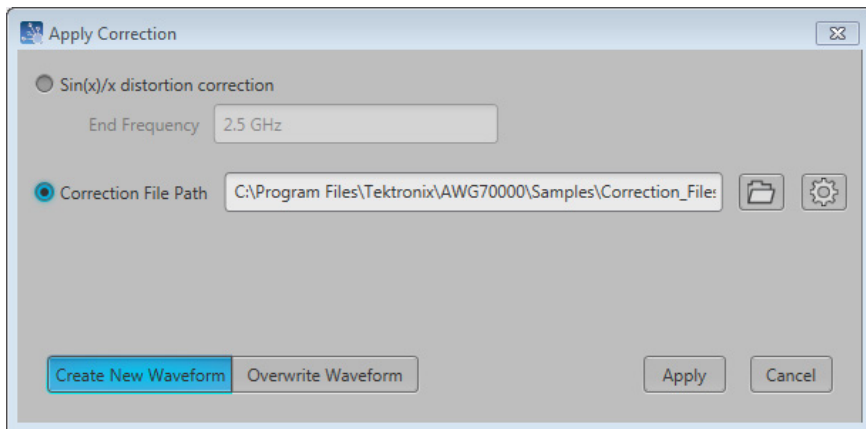 Apply Correction
Sin(x)/x distortion correction
End Frequency 2.5 GHz
Correction File Path C:\Program Files\Tektronix\AWG70000\Samples\Correction_Files
Create New Waveform Overwrite Waveform Apply Cancel